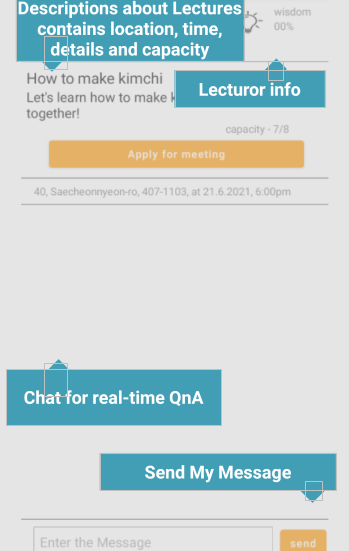 Descriptions about Lectures
contains location, time,
details and capacity
wisdom
00%
How to make kimchi
Lecturor info
Let's learn how to make k
together!
capacity - 7/8
Apply for meeting
40, Saecheonnyeon-ro, 407-1103, at 21.6.2021, 6:00pm
Chat for real-time QnA
Send My Message
Enter the Message
send